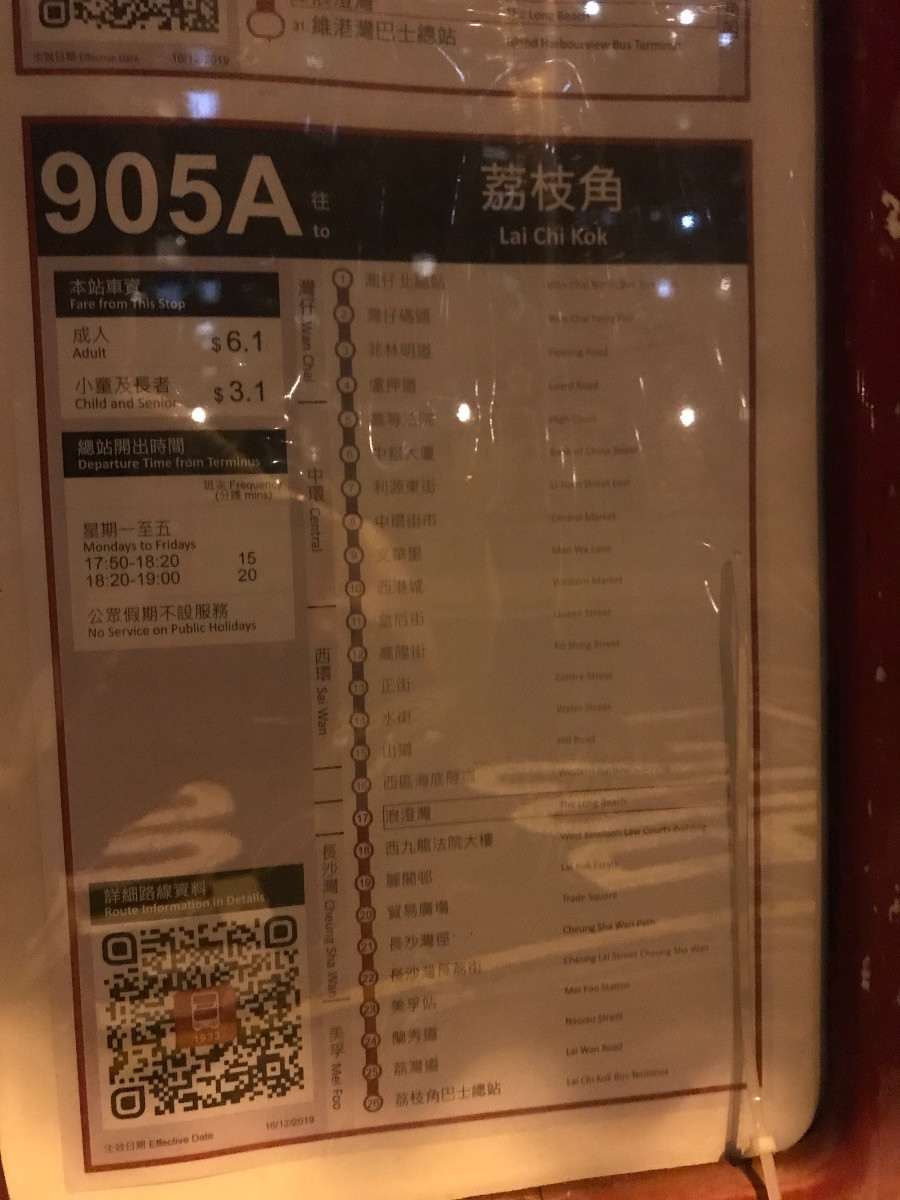 31 維港灣巴士總站
生效日期 Effective Date 18/12/2019
The Long Beach
Island Harbourview Bus Terminus
905A 往 to 荔枝角 Lai Chi Kok
本站車資
Fare from This Stop
成人 $6.1
Adult
小童及長者 $3.1
Child and Senior
總站開出時間
Departure Time from Terminus
班次 Frequency
(分鐘 mins)
星期一至五
Mondays to Fridays
17:50-18:20 15
18:20-19:00 20
公眾假期不設服務
No Service on Public Holidays
詳細路線資料
Route Information in Details
1933
生效日期 Effective Date 18/12/2019
灣仔 Wan Chai
1 灣仔北總站
2 灣仔碼頭 Wan Chai Ferry Pier
3 菲林明道 Fleming Road
4 盧押道 Luard Road
5 高等法院 High Court
中環 Central
6 中銀大廈 Bank of China Tower
7 利源東街 Li Yuen Street East
8 中環街市 Central Market
9 文華里 Man Wa Lane
10 西港城 Western Market
西環 Sai Wan
11 皇后街 Queen Street
12 高陞街 Ko Shing Street
13 正街 Centre Street
14 水街 Water Street
15 山道 Hill Road
16 西區海底隧道
17 浪澄灣 The Long Beach
長沙灣 Cheung Sha Wan
18 西九龍法院大樓 West Kowloon Law Courts Building
19 麗閣邨 Lai Kok Estate
20 貿易廣場 Trade Square
21 長沙灣徑 Cheung Sha Wan Path
22 長沙灣長荔街 Cheung Lai Street Cheung Sha Wan
美孚 Mei Foo
23 美孚站 Mei Foo Station
24 蘭秀道 Nassau Street
25 荔灣道 Lai Wan Road
26 荔枝角巴士總站 Lai Chi Kok Bus Terminus